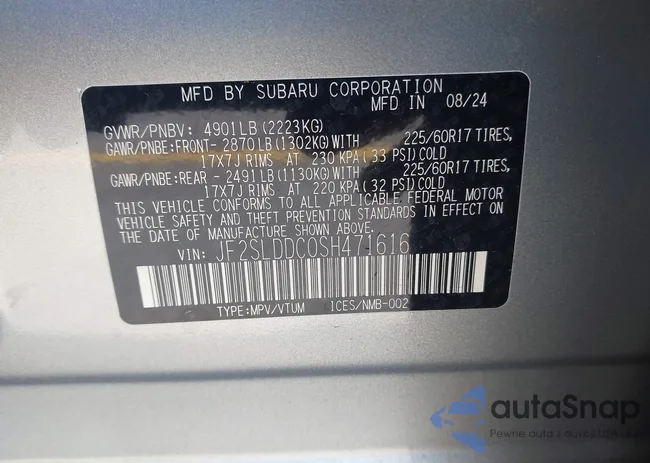 MFD BY SUBARU CORPORATION
MFD IN 08/24
GVWR/PNBV: 4901LB(2223KG)
GAWR/PNBE:FRONT- 2870LB(1302KG)WITH 225/60R17 TIRES,
17X7J RIMS AT 230 KPA(33 PSI)COLD
GAWR/PNBE:REAR - 2491LB(1130KG)WITH 225/60R17 TIRES,
17X7J RIMS AT 220 KPA(32 PSI)COLD
THIS VEHICLE CONFORMS TO ALL APPLICABLE FEDERAL MOTOR
VEHICLE SAFETY AND THEFT PREVENTION STANDARDS IN EFFECT ON
THE DATE OF MANUFACTURE SHOWN ABOVE.
VIN: JF2SLDDC0SH471616
TYPE:MPV/VTUM ICES/NMB-002
autaSnap
Pewne auta z aukcji